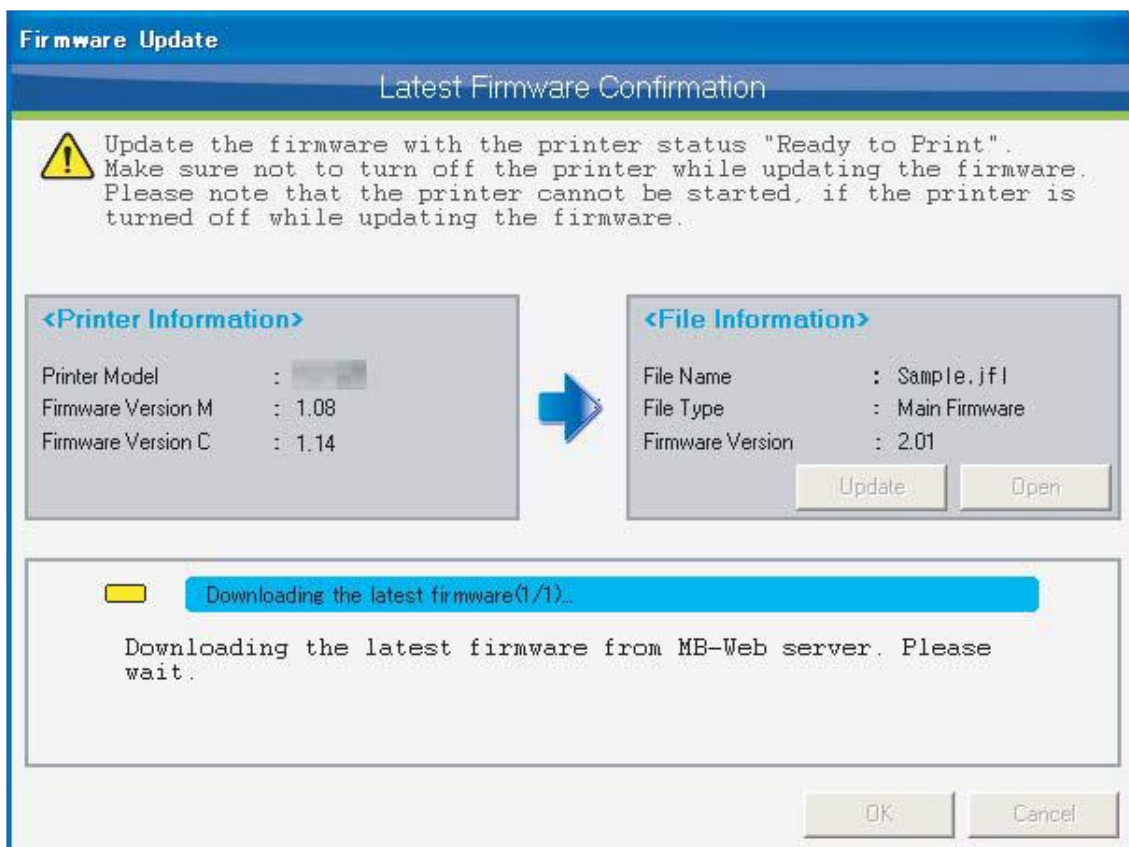 Firmware Update
Latest Firmware Confirmation
Update the firmware with the printer status "Ready to Print".
Make sure not to turn off the printer while updating the firmware.
Please note that the printer cannot be started, if the printer is
turned off while updating the firmware.
<Printer Information>
Printer Model :
Firmware Version M : 1.08
Firmware Version C : 1.14
<File Information>
File Name : Sample.jfl
File Type : Main Firmware
Firmware Version : 2.01
Update Open
Downloading the latest firmware(1/1)...
Downloading the latest firmware from MB-Web server. Please
wait.
OK Cancel